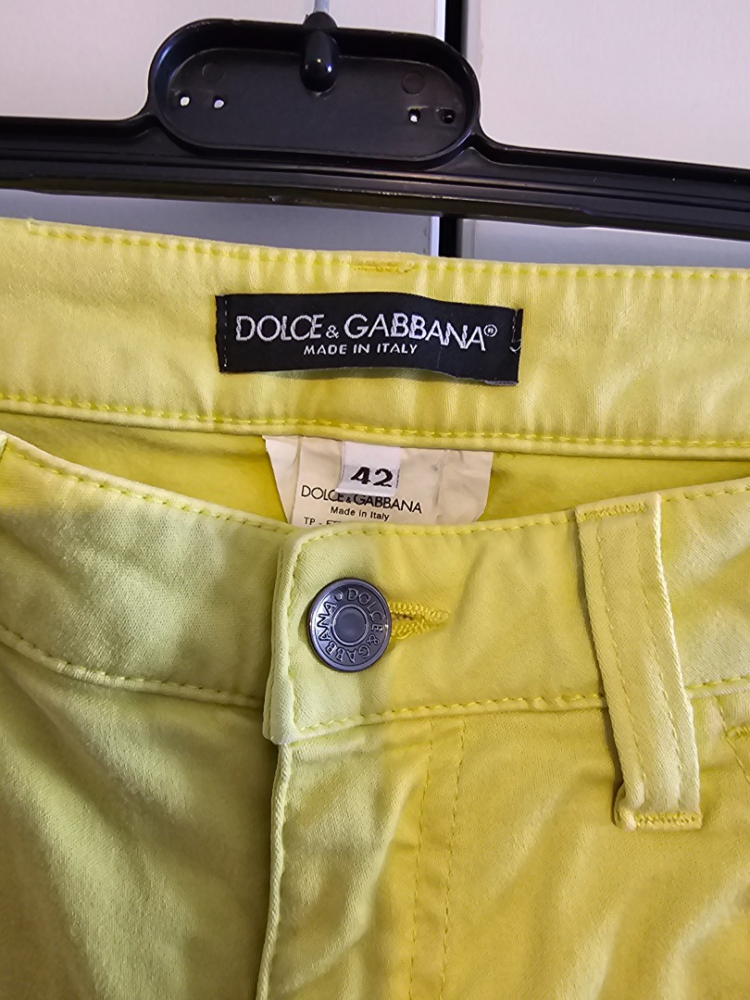 DOLCE & GABBANA®
MADE IN ITALY
42
DOLCE & GABBANA
Made in Italy
DOLCE & GABBANA